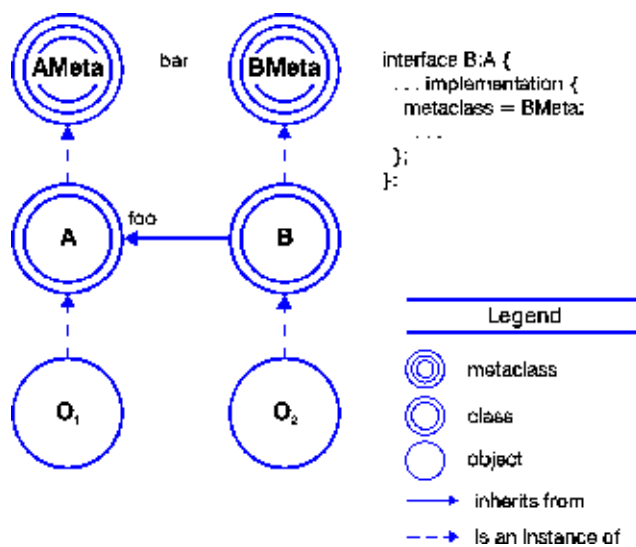 AMeta
bar
BMeta
interface B:A {
... implementation {
metaclass = BMeta;
...
};
};
A
foo
B
O₁
O₂
Legend
metaclass
class
object
inherits from
is an instance of